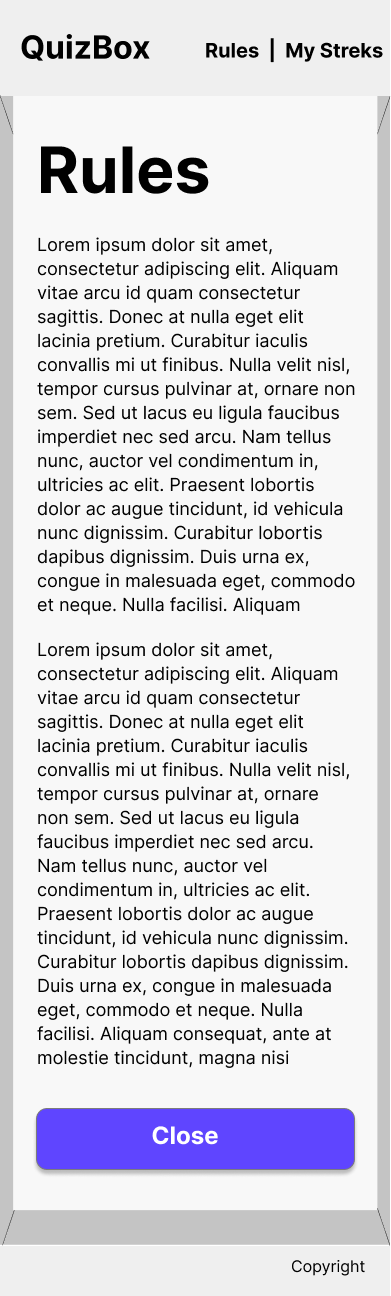 QuizBox
Rules | My Streks
Rules
Lorem ipsum dolor sit amet,
consectetur adipiscing elit. Aliquam
vitae arcu id quam consectetur
sagittis. Donec at nulla eget elit
lacinia pretium. Curabitur iaculis
convallis mi ut finibus. Nulla velit nisl,
tempor cursus pulvinar at, ornare non
sem. Sed ut lacus eu ligula faucibus
imperdiet nec sed arcu. Nam tellus
nunc, auctor vel condimentum in,
ultricies ac elit. Praesent lobortis
dolor ac augue tincidunt, id vehicula
nunc dignissim. Curabitur lobortis
dapibus dignissim. Duis urna ex,
congue in malesuada eget, commodo
et neque. Nulla facilisi. Aliquam
Lorem ipsum dolor sit amet,
consectetur adipiscing elit. Aliquam
vitae arcu id quam consectetur
sagittis. Donec at nulla eget elit
lacinia pretium. Curabitur iaculis
convallis mi ut finibus. Nulla velit nisl,
tempor cursus pulvinar at, ornare
non sem. Sed ut lacus eu ligula
faucibus imperdiet nec sed arcu.
Nam tellus nunc, auctor vel
condimentum in, ultricies ac elit.
Praesent lobortis dolor ac augue
tincidunt, id vehicula nunc dignissim.
Curabitur lobortis dapibus dignissim.
Duis urna ex, congue in malesuada
eget, commodo et neque. Nulla
facilisi. Aliquam consequat, ante at
molestie tincidunt, magna nisi
Close
Copyright